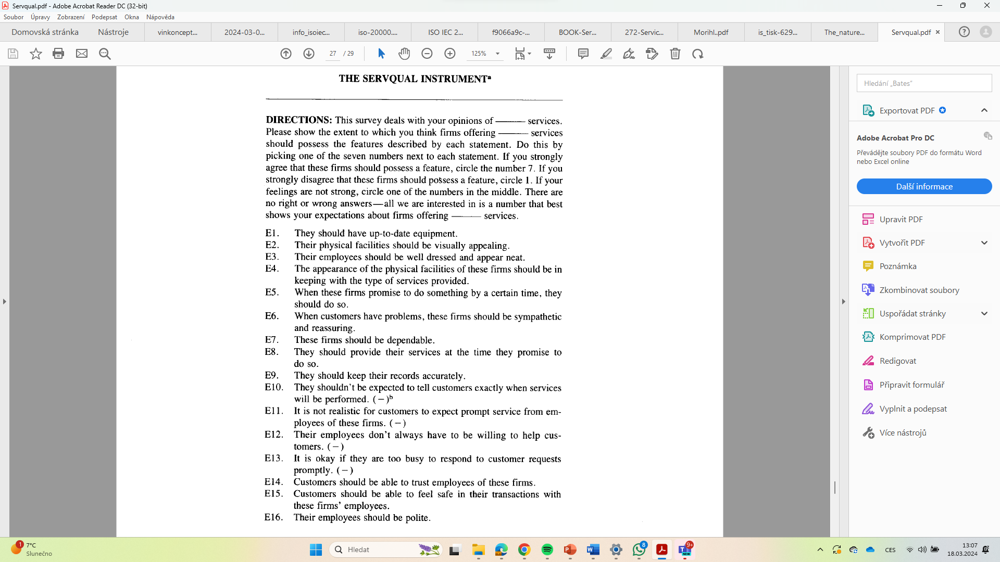 Servqual.pdf - Adobe Acrobat Reader DC (32-bit)
Soubor Úpravy Zobrazení Podepsat Okna Nápověda
Domovská stránka Nástroje vinkoncept... 2024-03-0... info_isoiec... iso-20000.... ISO IEC 2... f9066a9c-... BOOK-Ser... 272-Servic... Morihl..pdf is_tisk-629... The_nature... Servqual.pdf
27 / 29 125%
THE SERVQUAL INSTRUMENTª
DIRECTIONS: This survey deals with your opinions of ——— services.
Please show the extent to which you think firms offering ——— services
should possess the features described by each statement. Do this by
picking one of the seven numbers next to each statement. If you strongly
agree that these firms should possess a feature, circle the number 7. If you
strongly disagree that these firms should possess a feature, circle 1. If your
feelings are not strong, circle one of the numbers in the middle. There are
no right or wrong answers—all we are interested in is a number that best
shows your expectations about firms offering ——— services.
E1. They should have up-to-date equipment.
E2. Their physical facilities should be visually appealing.
E3. Their employees should be well dressed and appear neat.
E4. The appearance of the physical facilities of these firms should be in
keeping with the type of services provided.
E5. When these firms promise to do something by a certain time, they
should do so.
E6. When customers have problems, these firms should be sympathetic
and reassuring.
E7. These firms should be dependable.
E8. They should provide their services at the time they promise to
do so.
E9. They should keep their records accurately.
E10. They shouldn't be expected to tell customers exactly when services
will be performed. (−)ᵇ
E11. It is not realistic for customers to expect prompt service from em-
ployees of these firms. (−)
E12. Their employees don't always have to be willing to help cus-
tomers. (−)
E13. It is okay if they are too busy to respond to customer requests
promptly. (−)
E14. Customers should be able to trust employees of these firms.
E15. Customers should be able to feel safe in their transactions with
these firms' employees.
E16. Their employees should be polite.
Hledání „Bates"
Exportovat PDF
Adobe Acrobat Pro DC
Převádějte soubory PDF do formátu Word
nebo Excel online
Další informace
Upravit PDF
Vytvořit PDF
Poznámka
Zkombinovat soubory
Uspořádat stránky
Komprimovat PDF
Redigovat
Připravit formulář
Vyplnit a podepsat
Více nástrojů
1
7°C
Slunečno
Hledat
8
9+
NEW
CES
13:07
18.03.2024